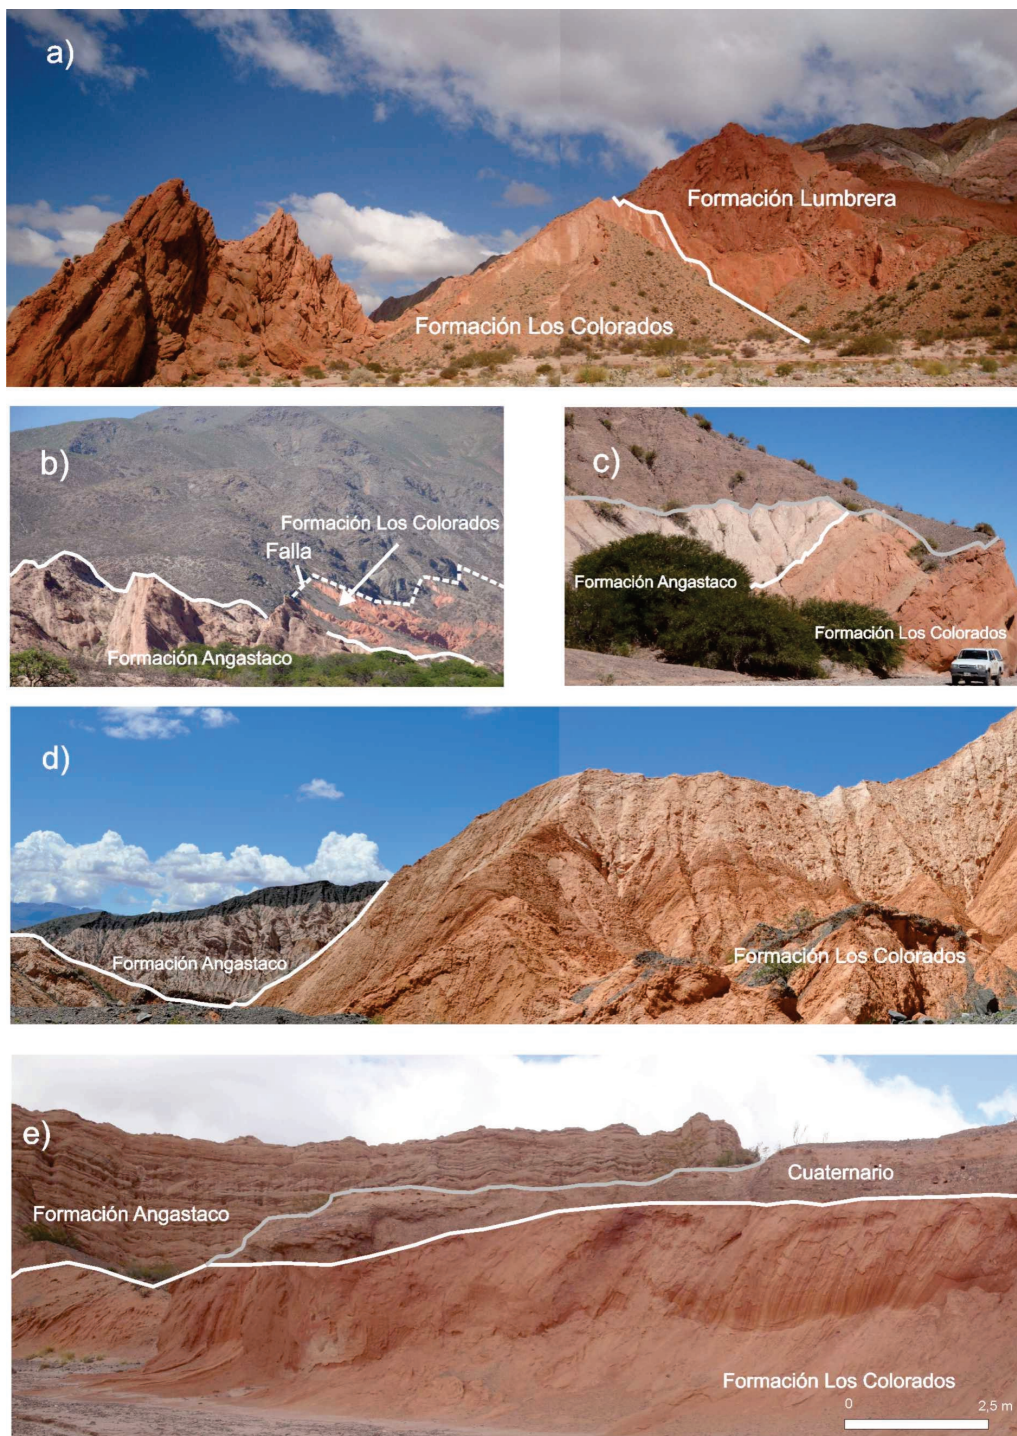 a)
Formación Lumbrera
Formación Los Colorados
b)
Formación Los Colorados
Falla
Formación Angastaco
c)
Formación Angastaco
Formación Los Colorados
d)
Formación Angastaco
Formación Los Colorados
e)
Cuaternario
Formación Angastaco
Formación Los Colorados
0 2,5 m